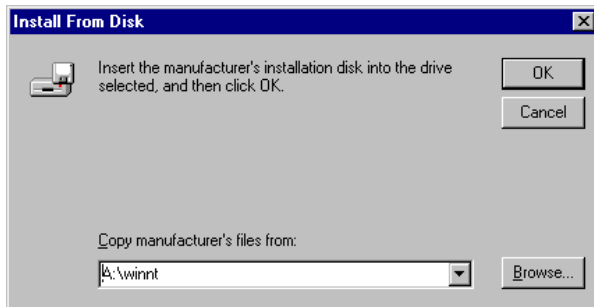 Install From Disk
Insert the manufacturer's installation disk into the drive
selected, and then click OK.
OK
Cancel
Copy manufacturer's files from:
A:\winnt
Browse...